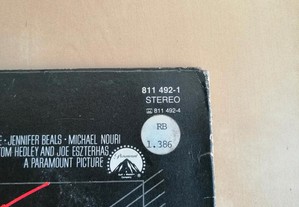 811 492-1
STEREO
811 492-4
RB
1.386
E · JENNIFER BEALS · MICHAEL NOURI
TOM HEDLEY AND JOE ESZTERHAS
A PARAMOUNT PICTURE
Paramount